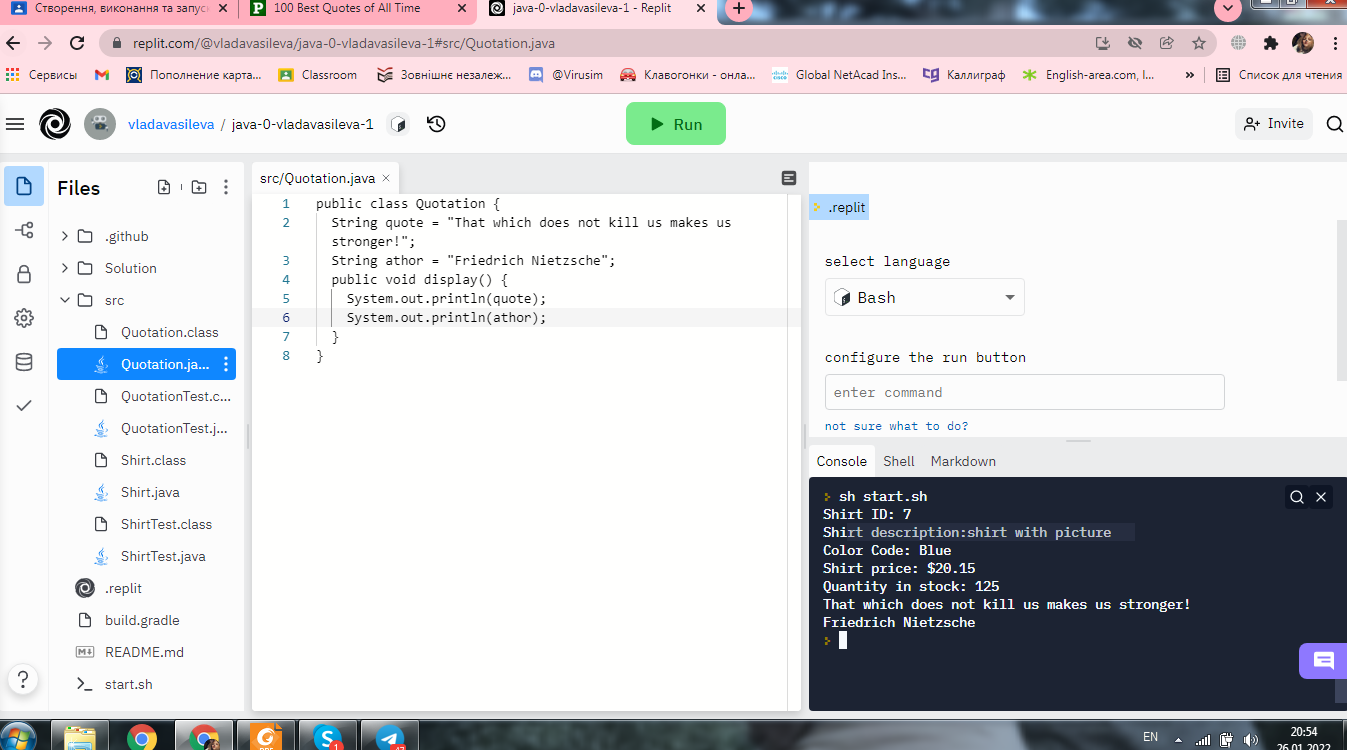 Створення, виконання та запус
100 Best Quotes of All Time
java-0-vladavasileva-1 - Replit
replit.com/@vladavasileva/java-0-vladavasileva-1#src/Quotation.java
Сервисы
Пополнение карта...
Classroom
Зовнішнє незалеж...
@Virusim
Клавогонки - онла...
Global NetAcad Ins...
Каллиграф
English-area.com, l...
»
Список для чтения
vladavasileva / java-0-vladavasileva-1
Run
Invite
Files
.github
Solution
src
Quotation.class
Quotation.ja...
QuotationTest.c...
QuotationTest.j...
Shirt.class
Shirt.java
ShirtTest.class
ShirtTest.java
.replit
build.gradle
README.md
start.sh
src/Quotation.java
1 public class Quotation {
2 String quote = "That which does not kill us makes us
stronger!";
3 String athor = "Friedrich Nietzsche";
4 public void display() {
5 System.out.println(quote);
6 System.out.println(athor);
7 }
8 }
.replit
select language
Bash
configure the run button
enter command
not sure what to do?
Console
Shell
Markdown
sh start.sh
Shirt ID: 7
Shirt description:shirt with picture
Color Code: Blue
Shirt price: $20.15
Quantity in stock: 125
That which does not kill us makes us stronger!
Friedrich Nietzsche
EN
20:54
26.01.2022